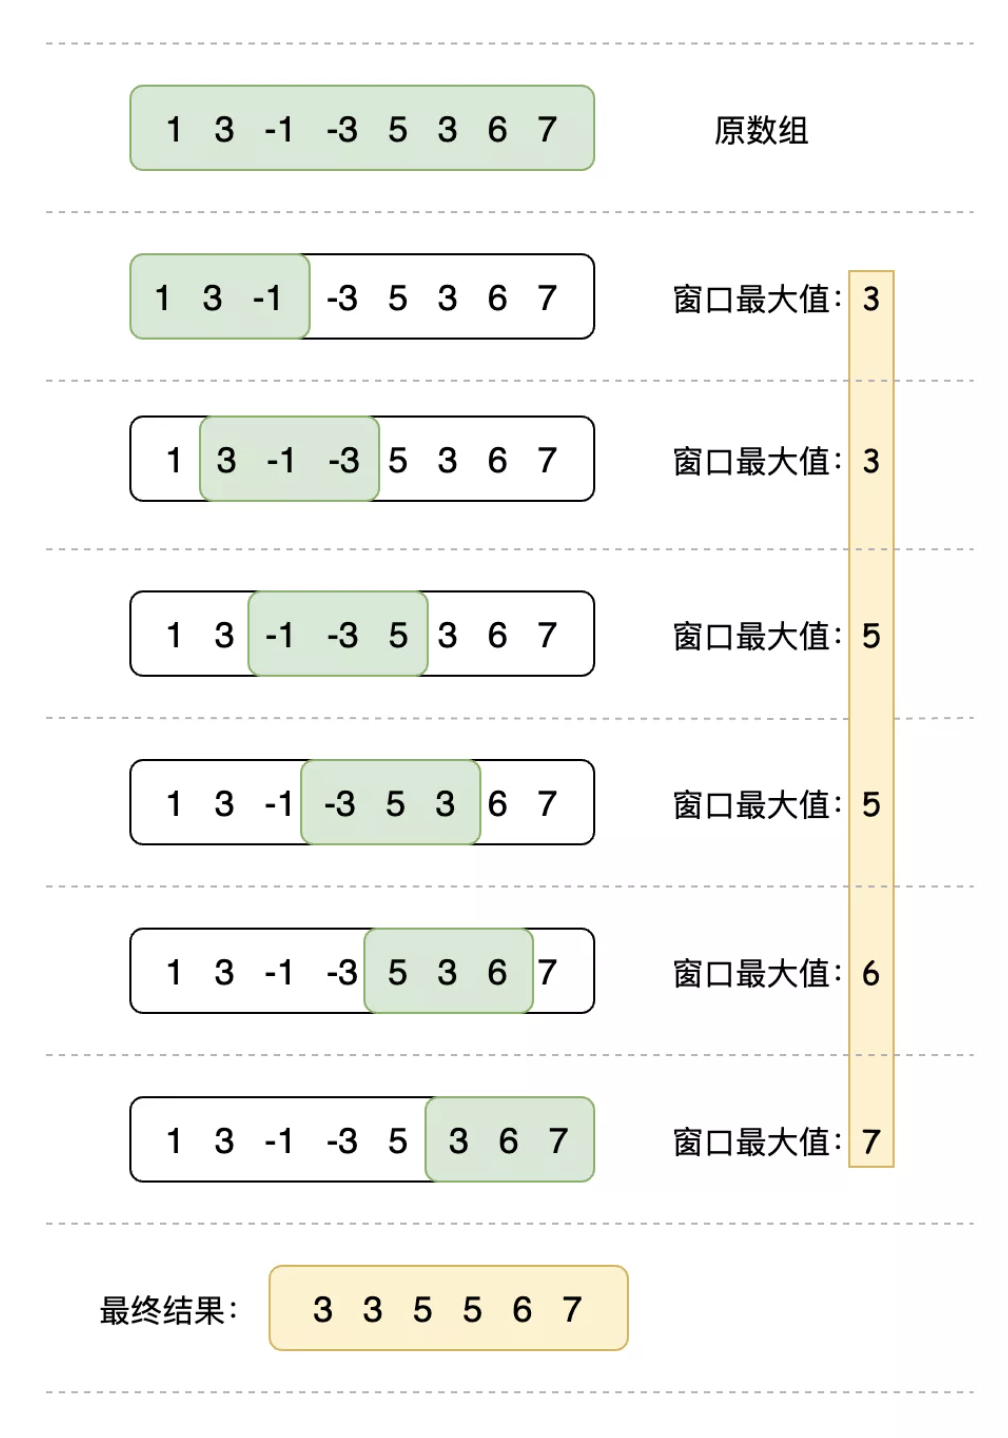 1 3 -1 -3 5 3 6 7 原数组
1 3 -1 -3 5 3 6 7 窗口最大值：3
1 3 -1 -3 5 3 6 7 窗口最大值：3
1 3 -1 -3 5 3 6 7 窗口最大值：5
1 3 -1 -3 5 3 6 7 窗口最大值：5
1 3 -1 -3 5 3 6 7 窗口最大值：6
1 3 -1 -3 5 3 6 7 窗口最大值：7
最终结果： 3 3 5 5 6 7